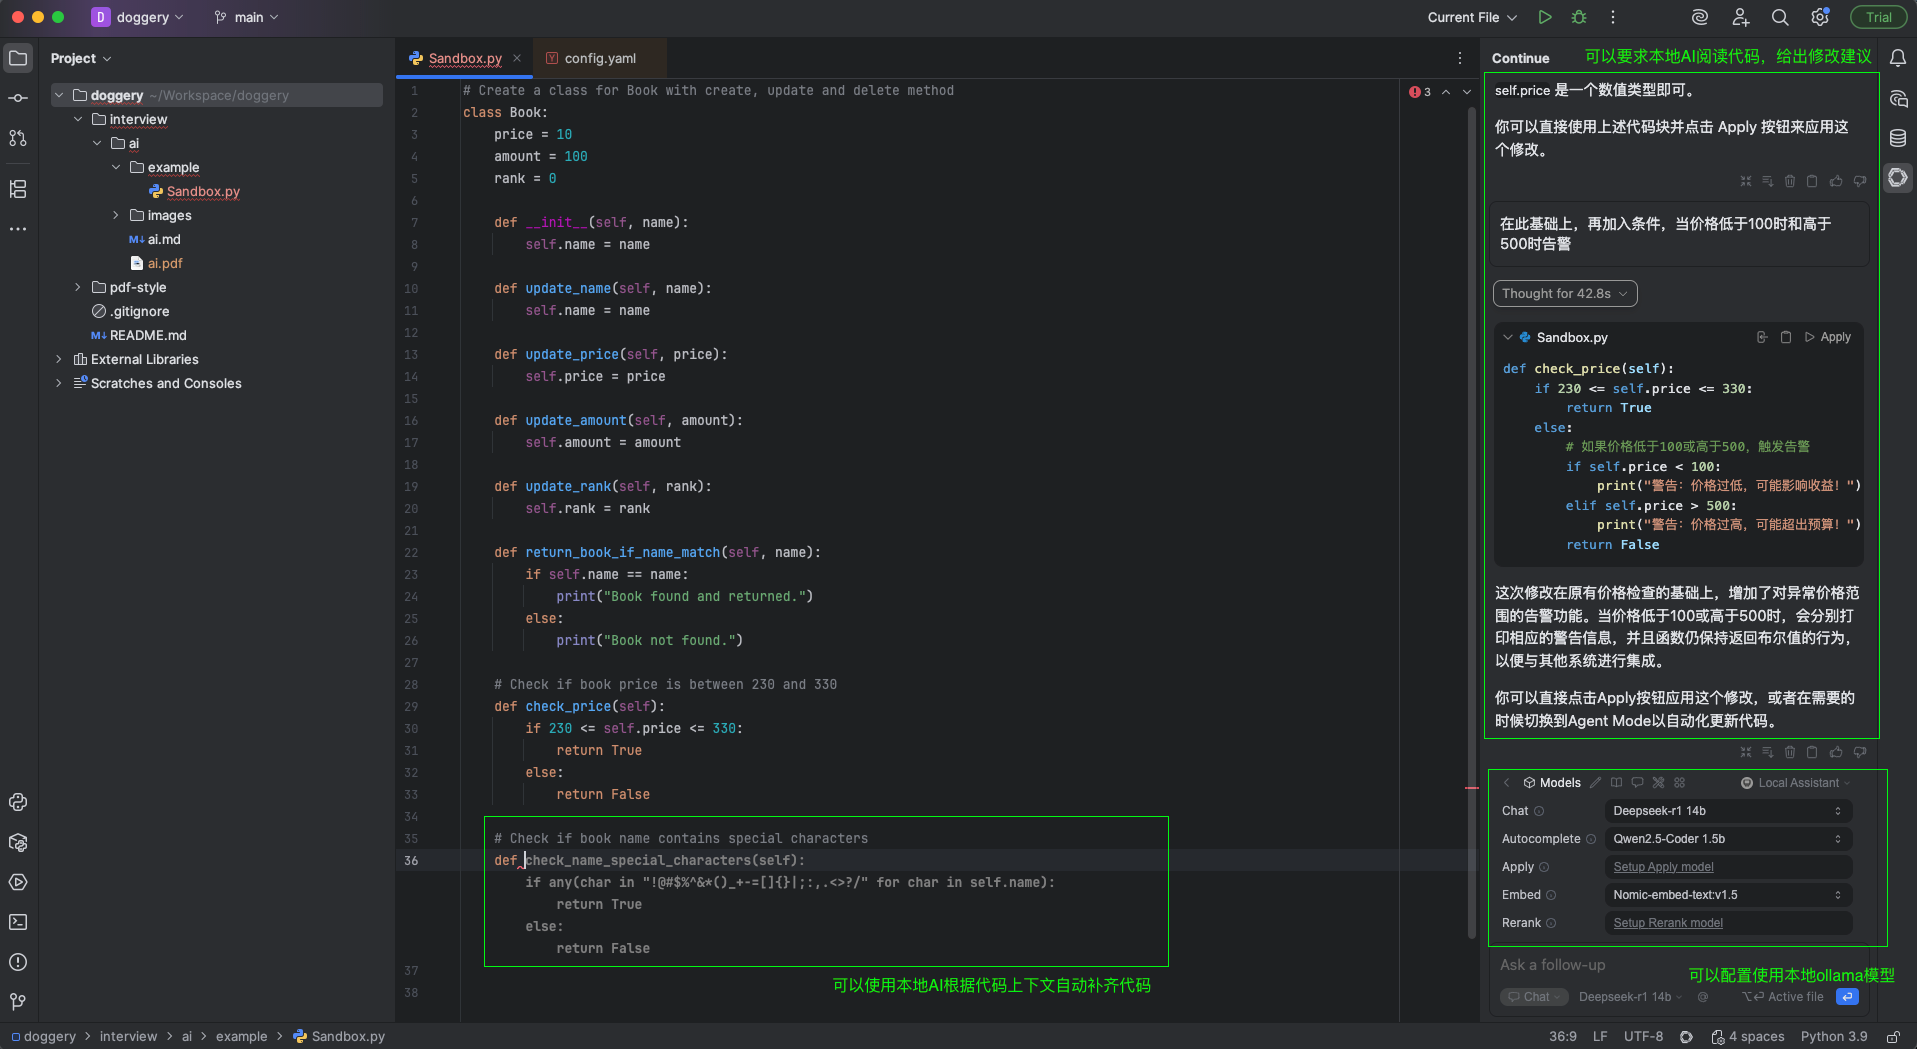 D doggery main Current File Trial
Project
doggery ~/Workspace/doggery
interview
ai
example
Sandbox.py
images
M↓ ai.md
ai.pdf
pdf-style
.gitignore
M↓ README.md
External Libraries
Scratches and Consoles
Sandbox.py config.yaml
3
1 # Create a class for Book with create, update and delete method
2 class Book:
3 price = 10
4 amount = 100
5 rank = 0
6
7 def __init__(self, name):
8 self.name = name
9
10 def update_name(self, name):
11 self.name = name
12
13 def update_price(self, price):
14 self.price = price
15
16 def update_amount(self, amount):
17 self.amount = amount
18
19 def update_rank(self, rank):
20 self.rank = rank
21
22 def return_book_if_name_match(self, name):
23 if self.name == name:
24 print("Book found and returned.")
25 else:
26 print("Book not found.")
27
28 # Check if book price is between 230 and 330
29 def check_price(self):
30 if 230 <= self.price <= 330:
31 return True
32 else:
33 return False
34
35 # Check if book name contains special characters
36 def check_name_special_characters(self):
if any(char in "!@#$%^&*()_+-=[]{}|;:,.<>?/" for char in self.name):
return True
else:
return False
37
38
可以使用本地AI根据代码上下文自动补齐代码
Continue 可以要求本地AI阅读代码，给出修改建议
self.price 是一个数值类型即可。
你可以直接使用上述代码块并点击 Apply 按钮来应用这
个修改。
在此基础上，再加入条件，当价格低于100时和高于
500时告警
Thought for 42.8s
Sandbox.py Apply
def check_price(self):
if 230 <= self.price <= 330:
return True
else:
# 如果价格低于100或高于500，触发告警
if self.price < 100:
print("警告：价格过低，可能影响收益！")
elif self.price > 500:
print("警告：价格过高，可能超出预算！")
return False
这次修改在原有价格检查的基础上，增加了对异常价格范
围的告警功能。当价格低于100或高于500时，会分别打
印相应的警告信息，并且函数仍保持返回布尔值的行为，
以便与其他系统进行集成。
你可以直接点击Apply按钮应用这个修改，或者在需要的
时候切换到Agent Mode以自动化更新代码。
Models Local Assistant
Chat Deepseek-r1 14b
Autocomplete Qwen2.5-Coder 1.5b
Apply Setup Apply model
Embed Nomic-embed-text:v1.5
Rerank Setup Rerank model
Ask a follow-up
可以配置使用本地ollama模型
Chat Deepseek-r1 14b @ ⌥⏎ Active file
doggery interview ai example Sandbox.py 36:9 LF UTF-8 4 spaces Python 3.9